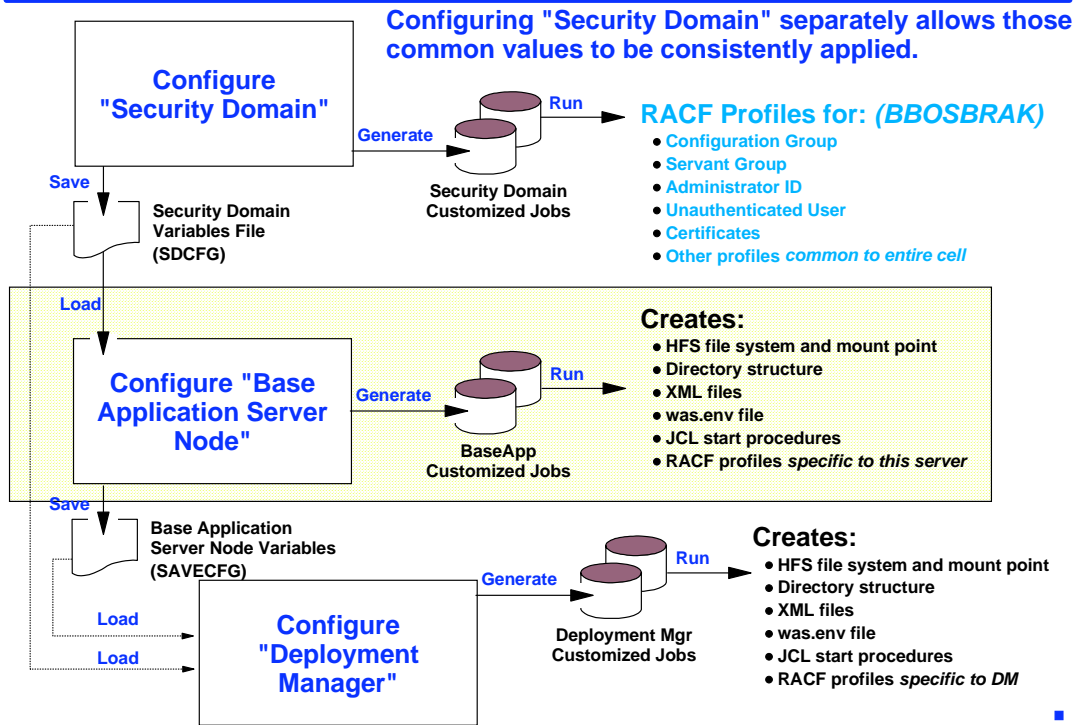 Configuring "Security Domain" separately allows those
common values to be consistently applied.
Configure
"Security Domain"
Generate
Run
Security Domain
Customized Jobs
RACF Profiles for: (BBOSBRAK)
● Configuration Group
● Servant Group
● Administrator ID
● Unauthenticated User
● Certificates
● Other profiles common to entire cell
Save
Security Domain
Variables File
(SDCFG)
Load
Configure "Base
Application Server
Node"
Generate
Run
BaseApp
Customized Jobs
Creates:
● HFS file system and mount point
● Directory structure
● XML files
● was.env file
● JCL start procedures
● RACF profiles specific to this server
Save
Base Application
Server Node Variables
(SAVECFG)
Load
Load
Configure
"Deployment
Manager"
Generate
Run
Deployment Mgr
Customized Jobs
Creates:
● HFS file system and mount point
● Directory structure
● XML files
● was.env file
● JCL start procedures
● RACF profiles specific to DM